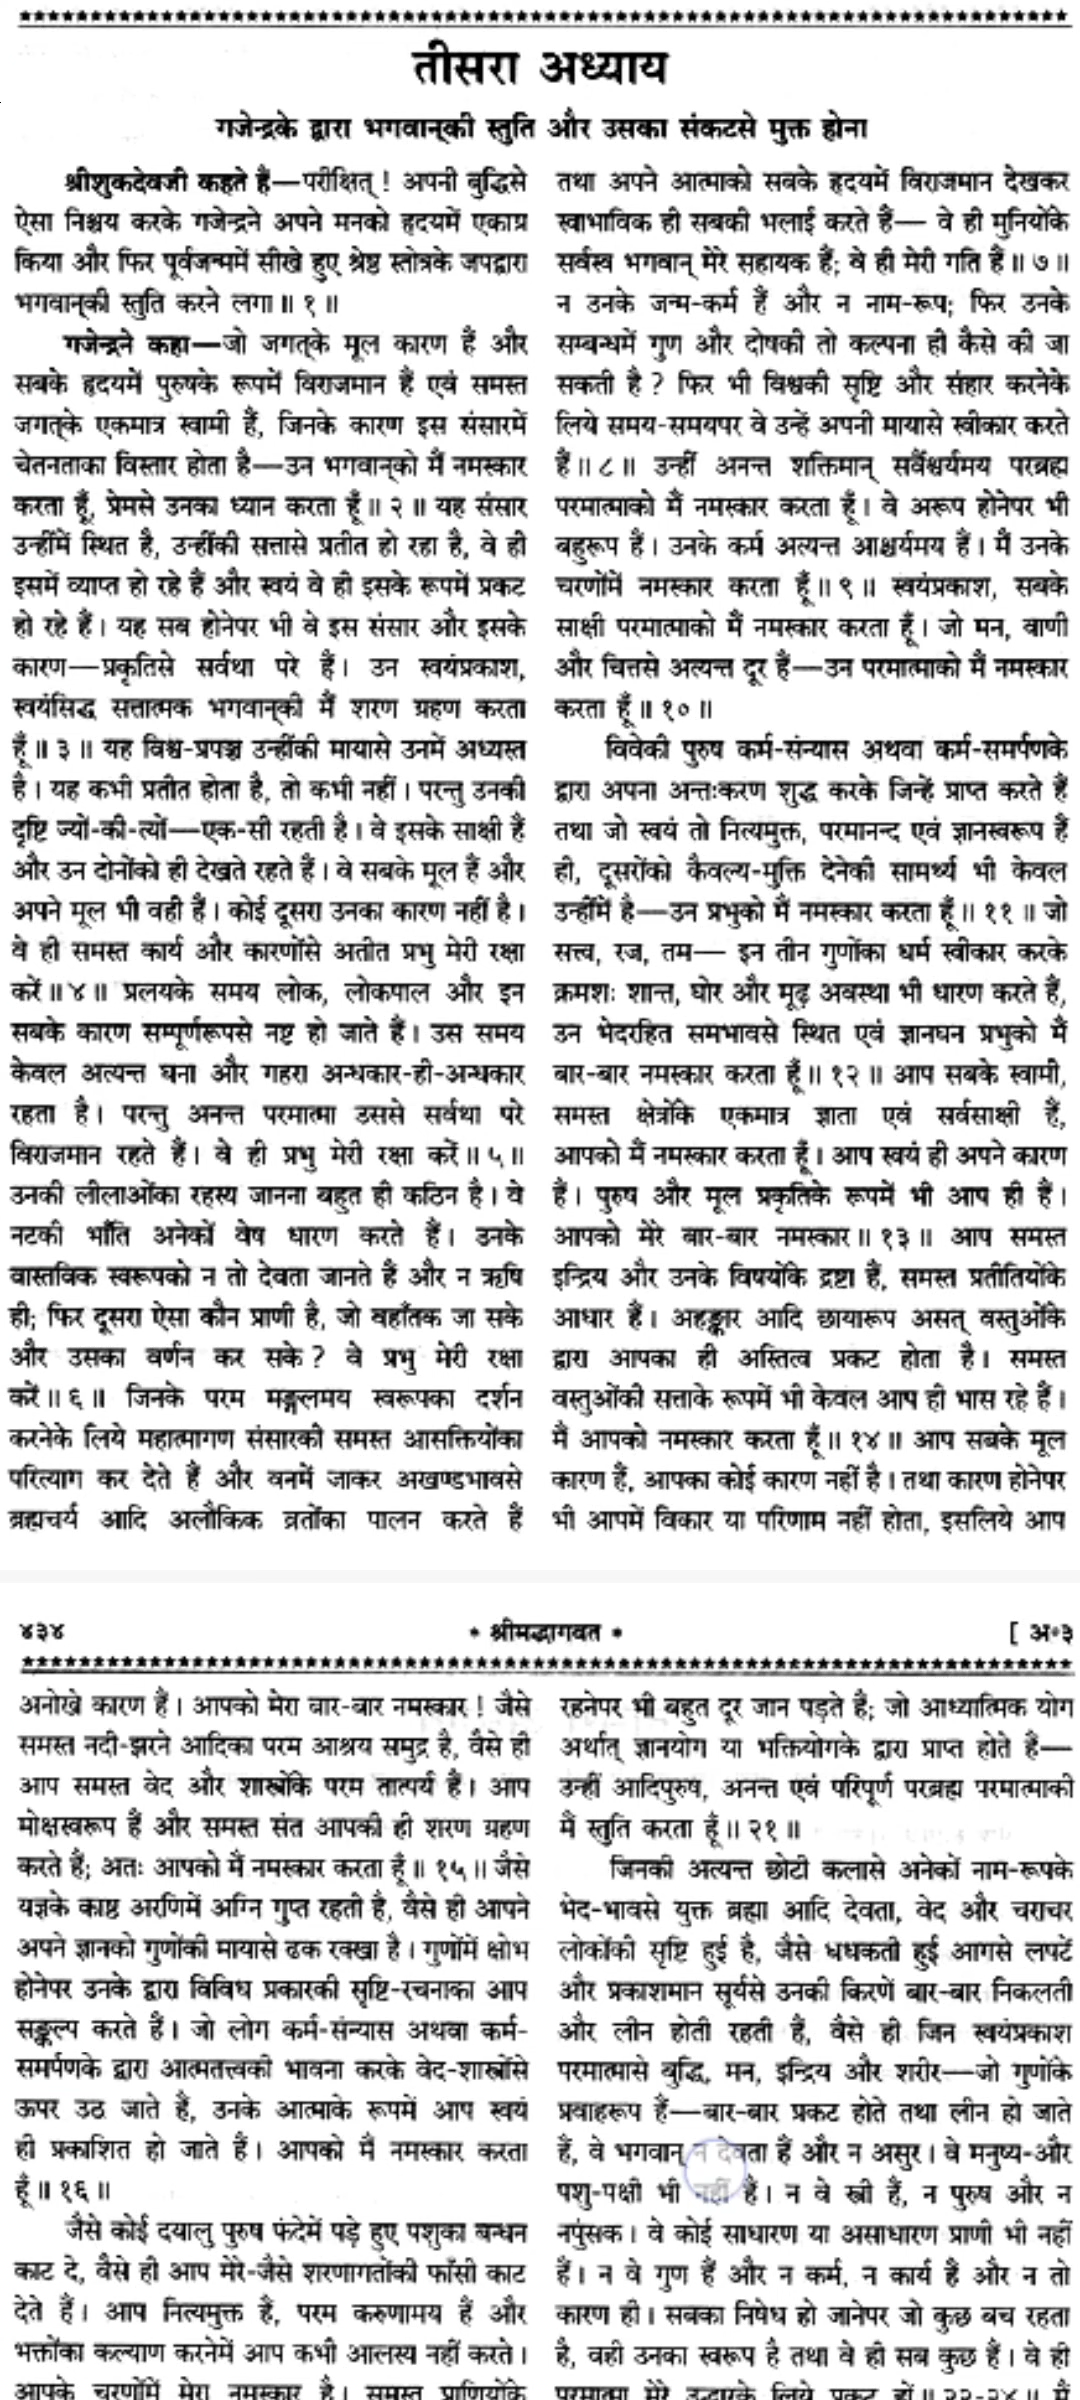 तीसरा अध्याय
गजेन्द्रके द्वारा भगवान्‌की स्तुति और उसका संकटसे मुक्त होना
श्रीशुकदेवजी कहते हैं—परीक्षित् ! अपनी बुद्धिसे
ऐसा निश्चय करके गजेन्द्रने अपने मनको हृदयमें एकाग्र
किया और फिर पूर्वजन्ममें सीखे हुए श्रेष्ठ स्तोत्रके जपद्वारा
भगवान्‌की स्तुति करने लगा ॥ १ ॥
गजेन्द्रने कहा—जो जगत्‌के मूल कारण हैं और
सबके हृदयमें पुरुषके रूपमें विराजमान हैं एवं समस्त
जगत्‌के एकमात्र स्वामी हैं, जिनके कारण इस संसारमें
चेतनताका विस्तार होता है—उन भगवान्‌को मैं नमस्कार
करता हूँ, प्रेमसे उनका ध्यान करता हूँ ॥ २ ॥ यह संसार
उन्हींमें स्थित है, उन्हींकी सत्तासे प्रतीत हो रहा है, वे ही
इसमें व्याप्त हो रहे हैं और स्वयं वे ही इसके रूपमें प्रकट
हो रहे हैं। यह सब होनेपर भी वे इस संसार और इसके
कारण—प्रकृतिसे सर्वथा परे हैं। उन स्वयंप्रकाश,
स्वयंसिद्ध सत्तात्मक भगवान्‌की मैं शरण ग्रहण करता
हूँ ॥ ३ ॥ यह विश्व-प्रपञ्च उन्हींकी मायासे उनमें अध्यस्त
है। यह कभी प्रतीत होता है, तो कभी नहीं। परन्तु उनकी
दृष्टि ज्यों-की-त्यों—एक-सी रहती है। वे इसके साक्षी हैं
और उन दोनोंको ही देखते रहते हैं। वे सबके मूल हैं और
अपने मूल भी वही हैं। कोई दूसरा उनका कारण नहीं है।
वे ही समस्त कार्य और कारणोंसे अतीत प्रभु मेरी रक्षा
करें ॥ ४ ॥ प्रलयके समय लोक, लोकपाल और इन
सबके कारण सम्पूर्णरूपसे नष्ट हो जाते हैं। उस समय
केवल अत्यन्त घना और गहरा अन्धकार-ही-अन्धकार
रहता है। परन्तु अनन्त परमात्मा उससे सर्वथा परे
विराजमान रहते हैं। वे ही प्रभु मेरी रक्षा करें ॥ ५ ॥
उनकी लीलाओंका रहस्य जानना बहुत ही कठिन है। वे
नटकी भाँति अनेकों वेष धारण करते हैं। उनके
वास्तविक स्वरूपको न तो देवता जानते हैं और न ऋषि
ही; फिर दूसरा ऐसा कौन प्राणी है, जो वहाँतक जा सके
और उसका वर्णन कर सके ? वे प्रभु मेरी रक्षा
करें ॥ ६ ॥ जिनके परम मङ्गलमय स्वरूपका दर्शन
करनेके लिये महात्मागण संसारकी समस्त आसक्तियोंका
परित्याग कर देते हैं और वनमें जाकर अखण्डभावसे
ब्रह्मचर्य आदि अलौकिक व्रतोंका पालन करते हैं
तथा अपने आत्माको सबके हृदयमें विराजमान देखकर
स्वाभाविक ही सबकी भलाई करते हैं— वे ही मुनियोंके
सर्वस्व भगवान् मेरे सहायक हैं; वे ही मेरी गति हैं ॥ ७ ॥
न उनके जन्म-कर्म हैं और न नाम-रूप; फिर उनके
सम्बन्धमें गुण और दोषकी तो कल्पना ही कैसे की जा
सकती है ? फिर भी विश्वकी सृष्टि और संहार करनेके
लिये समय-समयपर वे उन्हें अपनी मायासे स्वीकार करते
हैं ॥ ८ ॥ उन्हीं अनन्त शक्तिमान् सर्वैश्वर्यमय परब्रह्म
परमात्माको मैं नमस्कार करता हूँ। वे अरूप होनेपर भी
बहुरूप हैं। उनके कर्म अत्यन्त आश्चर्यमय हैं। मैं उनके
चरणोंमें नमस्कार करता हूँ ॥ ९ ॥ स्वयंप्रकाश, सबके
साक्षी परमात्माको मैं नमस्कार करता हूँ। जो मन, वाणी
और चित्तसे अत्यन्त दूर हैं—उन परमात्माको मैं नमस्कार
करता हूँ ॥ १० ॥
विवेकी पुरुष कर्म-संन्यास अथवा कर्म-समर्पणके
द्वारा अपना अन्तःकरण शुद्ध करके जिन्हें प्राप्त करते हैं
तथा जो स्वयं तो नित्यमुक्त, परमानन्द एवं ज्ञानस्वरूप हैं
ही, दूसरोंको कैवल्य-मुक्ति देनेकी सामर्थ्य भी केवल
उन्हींमें है—उन प्रभुको मैं नमस्कार करता हूँ ॥ ११ ॥ जो
सत्त्व, रज, तम— इन तीन गुणोंका धर्म स्वीकार करके
क्रमशः शान्त, घोर और मूढ़ अवस्था भी धारण करते हैं,
उन भेदरहित समभावसे स्थित एवं ज्ञानघन प्रभुको मैं
बार-बार नमस्कार करता हूँ ॥ १२ ॥ आप सबके स्वामी,
समस्त क्षेत्रोंके एकमात्र ज्ञाता एवं सर्वसाक्षी हैं,
आपको मैं नमस्कार करता हूँ। आप स्वयं ही अपने कारण
हैं। पुरुष और मूल प्रकृतिके रूपमें भी आप ही हैं।
आपको मेरे बार-बार नमस्कार ॥ १३ ॥ आप समस्त
इन्द्रिय और उनके विषयोंके द्रष्टा हैं, समस्त प्रतीतियोंके
आधार हैं। अहङ्कार आदि छायारूप असत् वस्तुओंके
द्वारा आपका ही अस्तित्व प्रकट होता है। समस्त
वस्तुओंकी सत्ताके रूपमें भी केवल आप ही भास रहे हैं।
मैं आपको नमस्कार करता हूँ ॥ १४ ॥ आप सबके मूल
कारण हैं, आपका कोई कारण नहीं है। तथा कारण होनेपर
भी आपमें विकार या परिणाम नहीं होता, इसलिये आप
४३४
* श्रीमद्भागवत *
[ अ॰ ३
अनोखे कारण हैं। आपको मेरा बार-बार नमस्कार ! जैसे
समस्त नदी-झरने आदिका परम आश्रय समुद्र है, वैसे ही
आप समस्त वेद और शास्त्रोंके परम तात्पर्य हैं। आप
मोक्षस्वरूप हैं और समस्त संत आपकी ही शरण ग्रहण
करते हैं; अतः आपको मैं नमस्कार करता हूँ ॥ १५ ॥ जैसे
यज्ञके काष्ठ अरणिमें अग्नि गुप्त रहती है, वैसे ही आपने
अपने ज्ञानको गुणोंकी मायासे ढक रक्खा है। गुणोंमें क्षोभ
होनेपर उनके द्वारा विविध प्रकारकी सृष्टि-रचनाका आप
सङ्कल्प करते हैं। जो लोग कर्म-संन्यास अथवा कर्म-
समर्पणके द्वारा आत्मतत्त्वकी भावना करके वेद-शास्त्रोंसे
ऊपर उठ जाते हैं, उनके आत्माके रूपमें आप स्वयं
ही प्रकाशित हो जाते हैं। आपको मैं नमस्कार करता
हूँ ॥ १६ ॥
जैसे कोई दयालु पुरुष फंदेमें पड़े हुए पशुका बन्धन
काट दे, वैसे ही आप मेरे-जैसे शरणागतोंकी फाँसी काट
देते हैं। आप नित्यमुक्त हैं, परम करुणामय हैं और
भक्तोंका कल्याण करनेमें आप कभी आलस्य नहीं करते।
आपके चरणोंमें मेरा नमस्कार है। समस्त प्राणियोंके
रहनेपर भी बहुत दूर जान पड़ते हैं; जो आध्यात्मिक योग
अर्थात् ज्ञानयोग या भक्तियोगके द्वारा प्राप्त होते हैं—
उन्हीं आदिपुरुष, अनन्त एवं परिपूर्ण परब्रह्म परमात्माकी
मैं स्तुति करता हूँ ॥ २१ ॥
जिनकी अत्यन्त छोटी कलासे अनेकों नाम-रूपके
भेद-भावसे युक्त ब्रह्मा आदि देवता, वेद और चराचर
लोकोंकी सृष्टि हुई है, जैसे धधकती हुई आगसे लपटें
और प्रकाशमान सूर्यसे उनकी किरणें बार-बार निकलती
और लीन होती रहती हैं, वैसे ही जिन स्वयंप्रकाश
परमात्मासे बुद्धि, मन, इन्द्रिय और शरीर—जो गुणोंके
प्रवाहरूप हैं—बार-बार प्रकट होते तथा लीन हो जाते
हैं, वे भगवान् न देवता हैं और न असुर। वे मनुष्य-और
पशु-पक्षी भी नहीं हैं। न वे स्त्री हैं, न पुरुष और न
नपुंसक। वे कोई साधारण या असाधारण प्राणी भी नहीं
हैं। न वे गुण हैं और न कर्म, न कार्य हैं और न तो
कारण ही। सबका निषेध हो जानेपर जो कुछ बच रहता
है, वही उनका स्वरूप है तथा वे ही सब कुछ हैं। वे ही
परमात्मा मेरे उद्धारके लिये प्रकट हों ॥ २२-२४ ॥ मैं